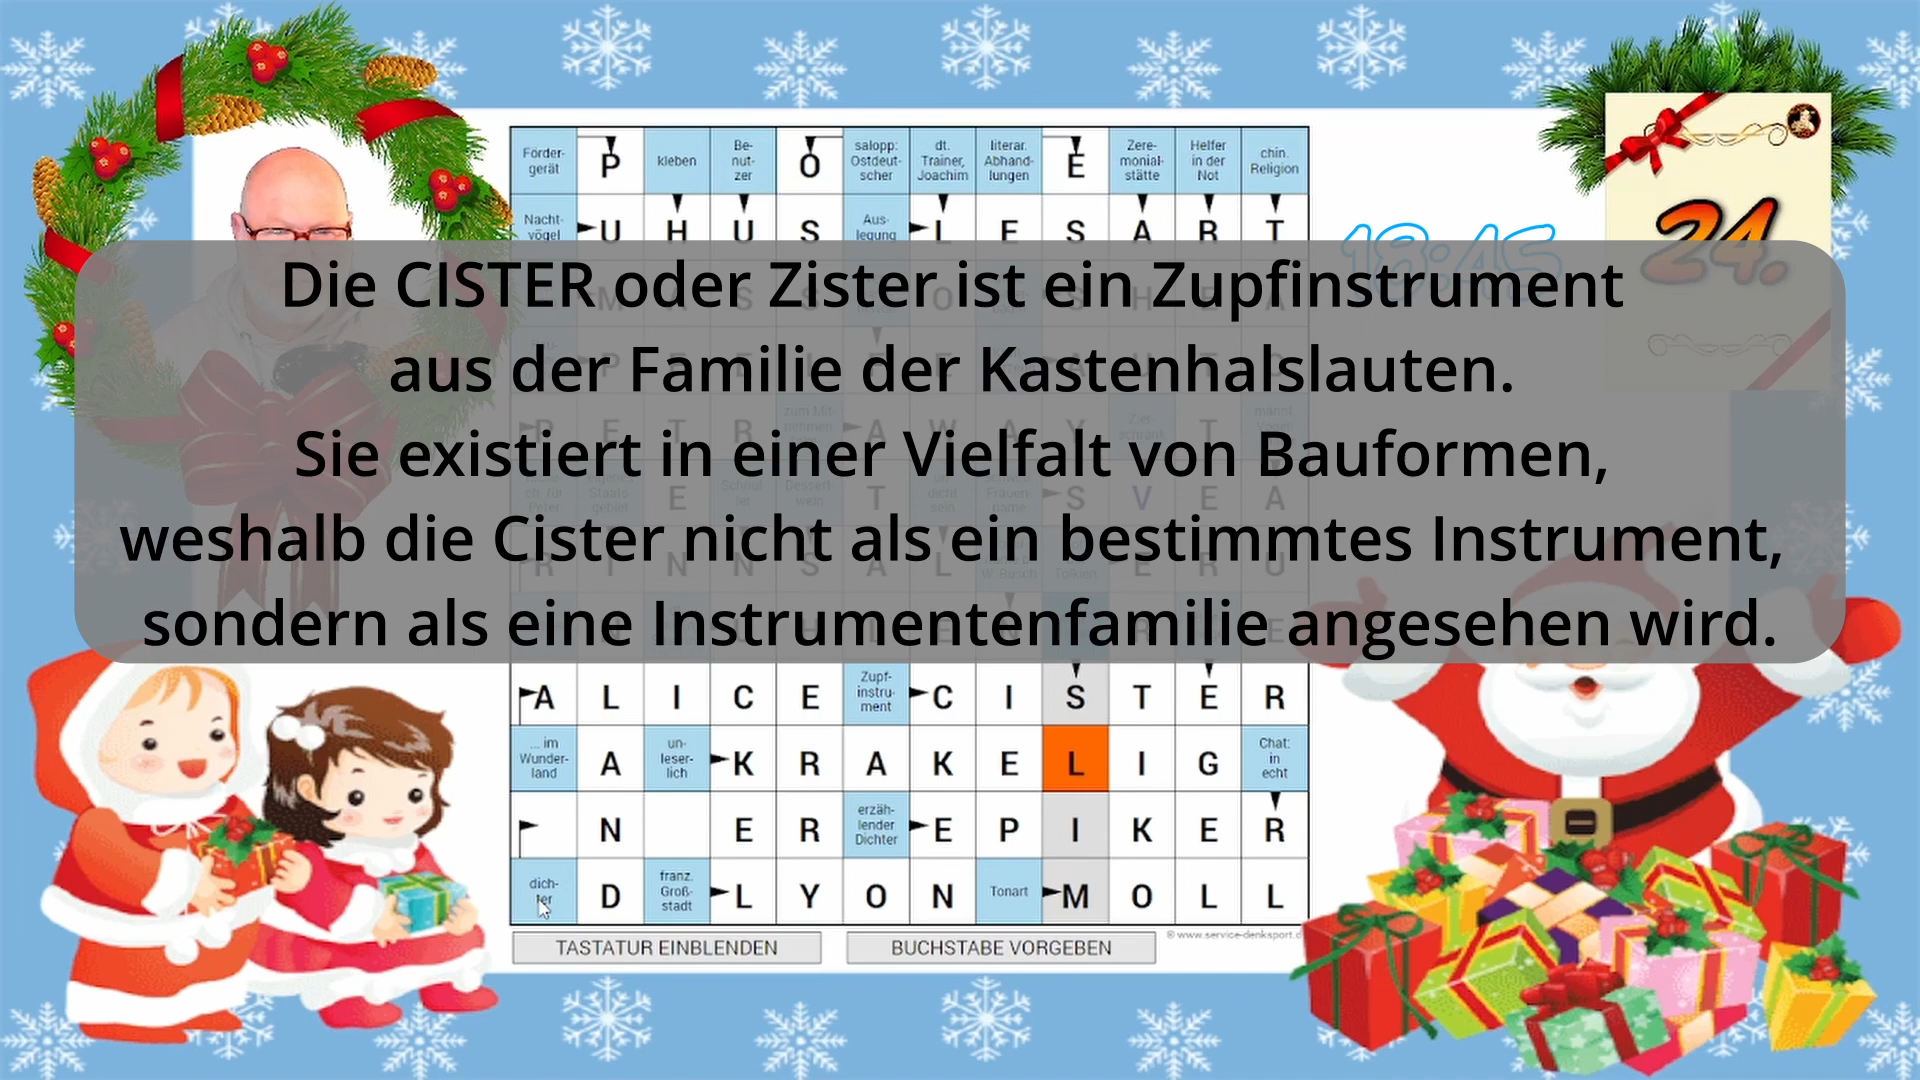 Förder-
gerät
P
kleben
Be-
nut-
zer
O
salopp:
Ostdeut-
scher
dt.
Trainer,
Joachim
literar.
Abhand-
lungen
E
Zere-
monial-
stätte
Helfer
in der
Not
chin.
Religion
Nacht-
vögel
U H U S
Aus-
legung
L E S A R T
18:45
24.
Die CISTER oder Zister ist ein Zupfinstrument
aus der Familie der Kastenhalslauten.
Sie existiert in einer Vielfalt von Bauformen,
weshalb die Cister nicht als ein bestimmtes Instrument,
sondern als eine Instrumentenfamilie angesehen wird.
A L I C E
Zupf-
instru-
ment
C I S T E R
... im
Wunder-
land
A
un-
leser-
lich
K R A K E L I G
Chat:
in
echt
N
E R
erzäh-
lender
Dichter
E P I K E R
dich-
ter
D
franz.
Groß-
stadt
L Y O N
Tonart
M O L L
TASTATUR EINBLENDEN
BUCHSTABE VORGEBEN